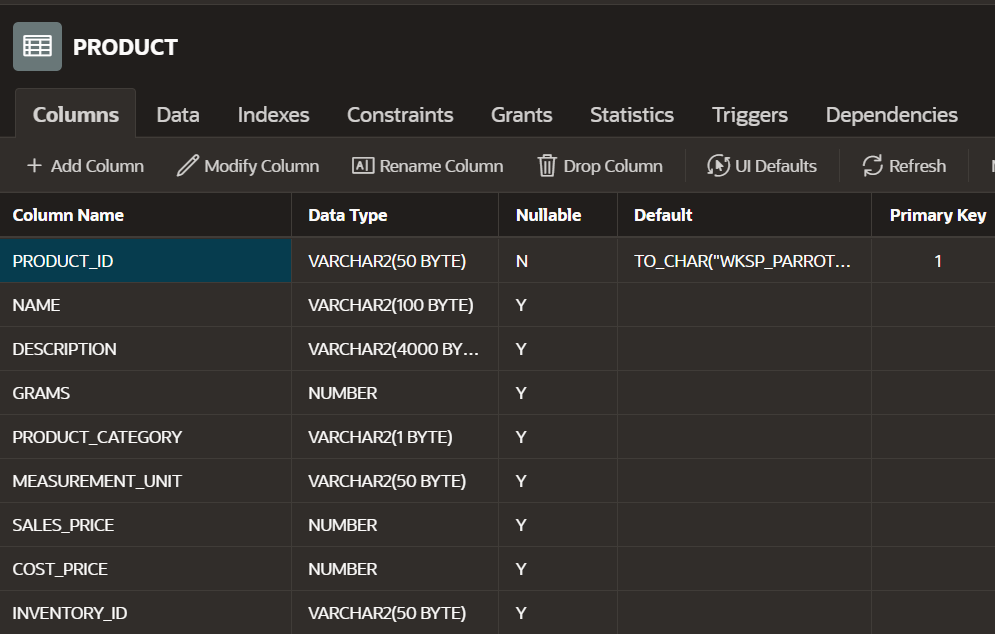 PRODUCT
Columns Data Indexes Constraints Grants Statistics Triggers Dependencies
+ Add Column Modify Column AI Rename Column Drop Column UI Defaults Refresh
Column Name Data Type Nullable Default Primary Key
PRODUCT_ID VARCHAR2(50 BYTE) N TO_CHAR("WKSP_PARROT... 1
NAME VARCHAR2(100 BYTE) Y
DESCRIPTION VARCHAR2(4000 BY... Y
GRAMS NUMBER Y
PRODUCT_CATEGORY VARCHAR2(1 BYTE) Y
MEASUREMENT_UNIT VARCHAR2(50 BYTE) Y
SALES_PRICE NUMBER Y
COST_PRICE NUMBER Y
INVENTORY_ID VARCHAR2(50 BYTE) Y